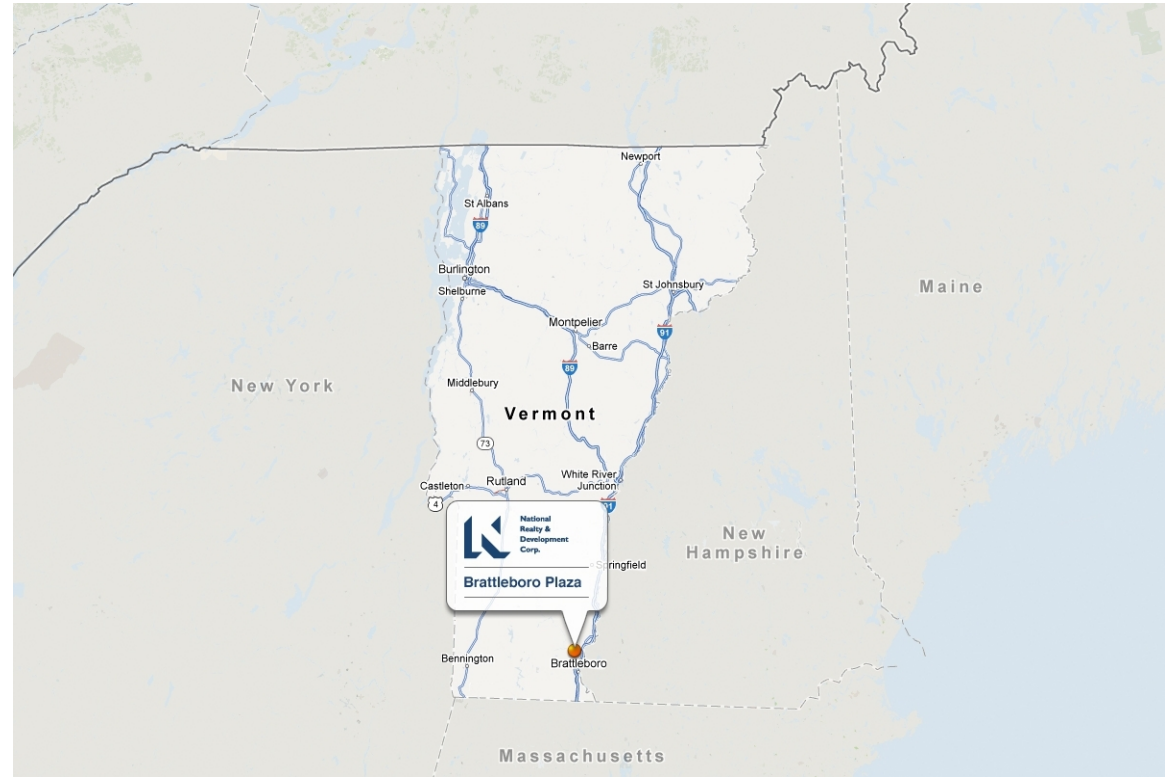 Newport
St Albans
89
Burlington
Shelburne
St Johnsbury
Maine
Montpelier
91
Barre
89
New York
Middlebury
Vermont
73
White River
Junction
Castleton
Rutland
4
91
National
Realty &
Development
Corp.
Brattleboro Plaza
New
Hampshire
Springfield
Bennington
Brattleboro
Massachusetts